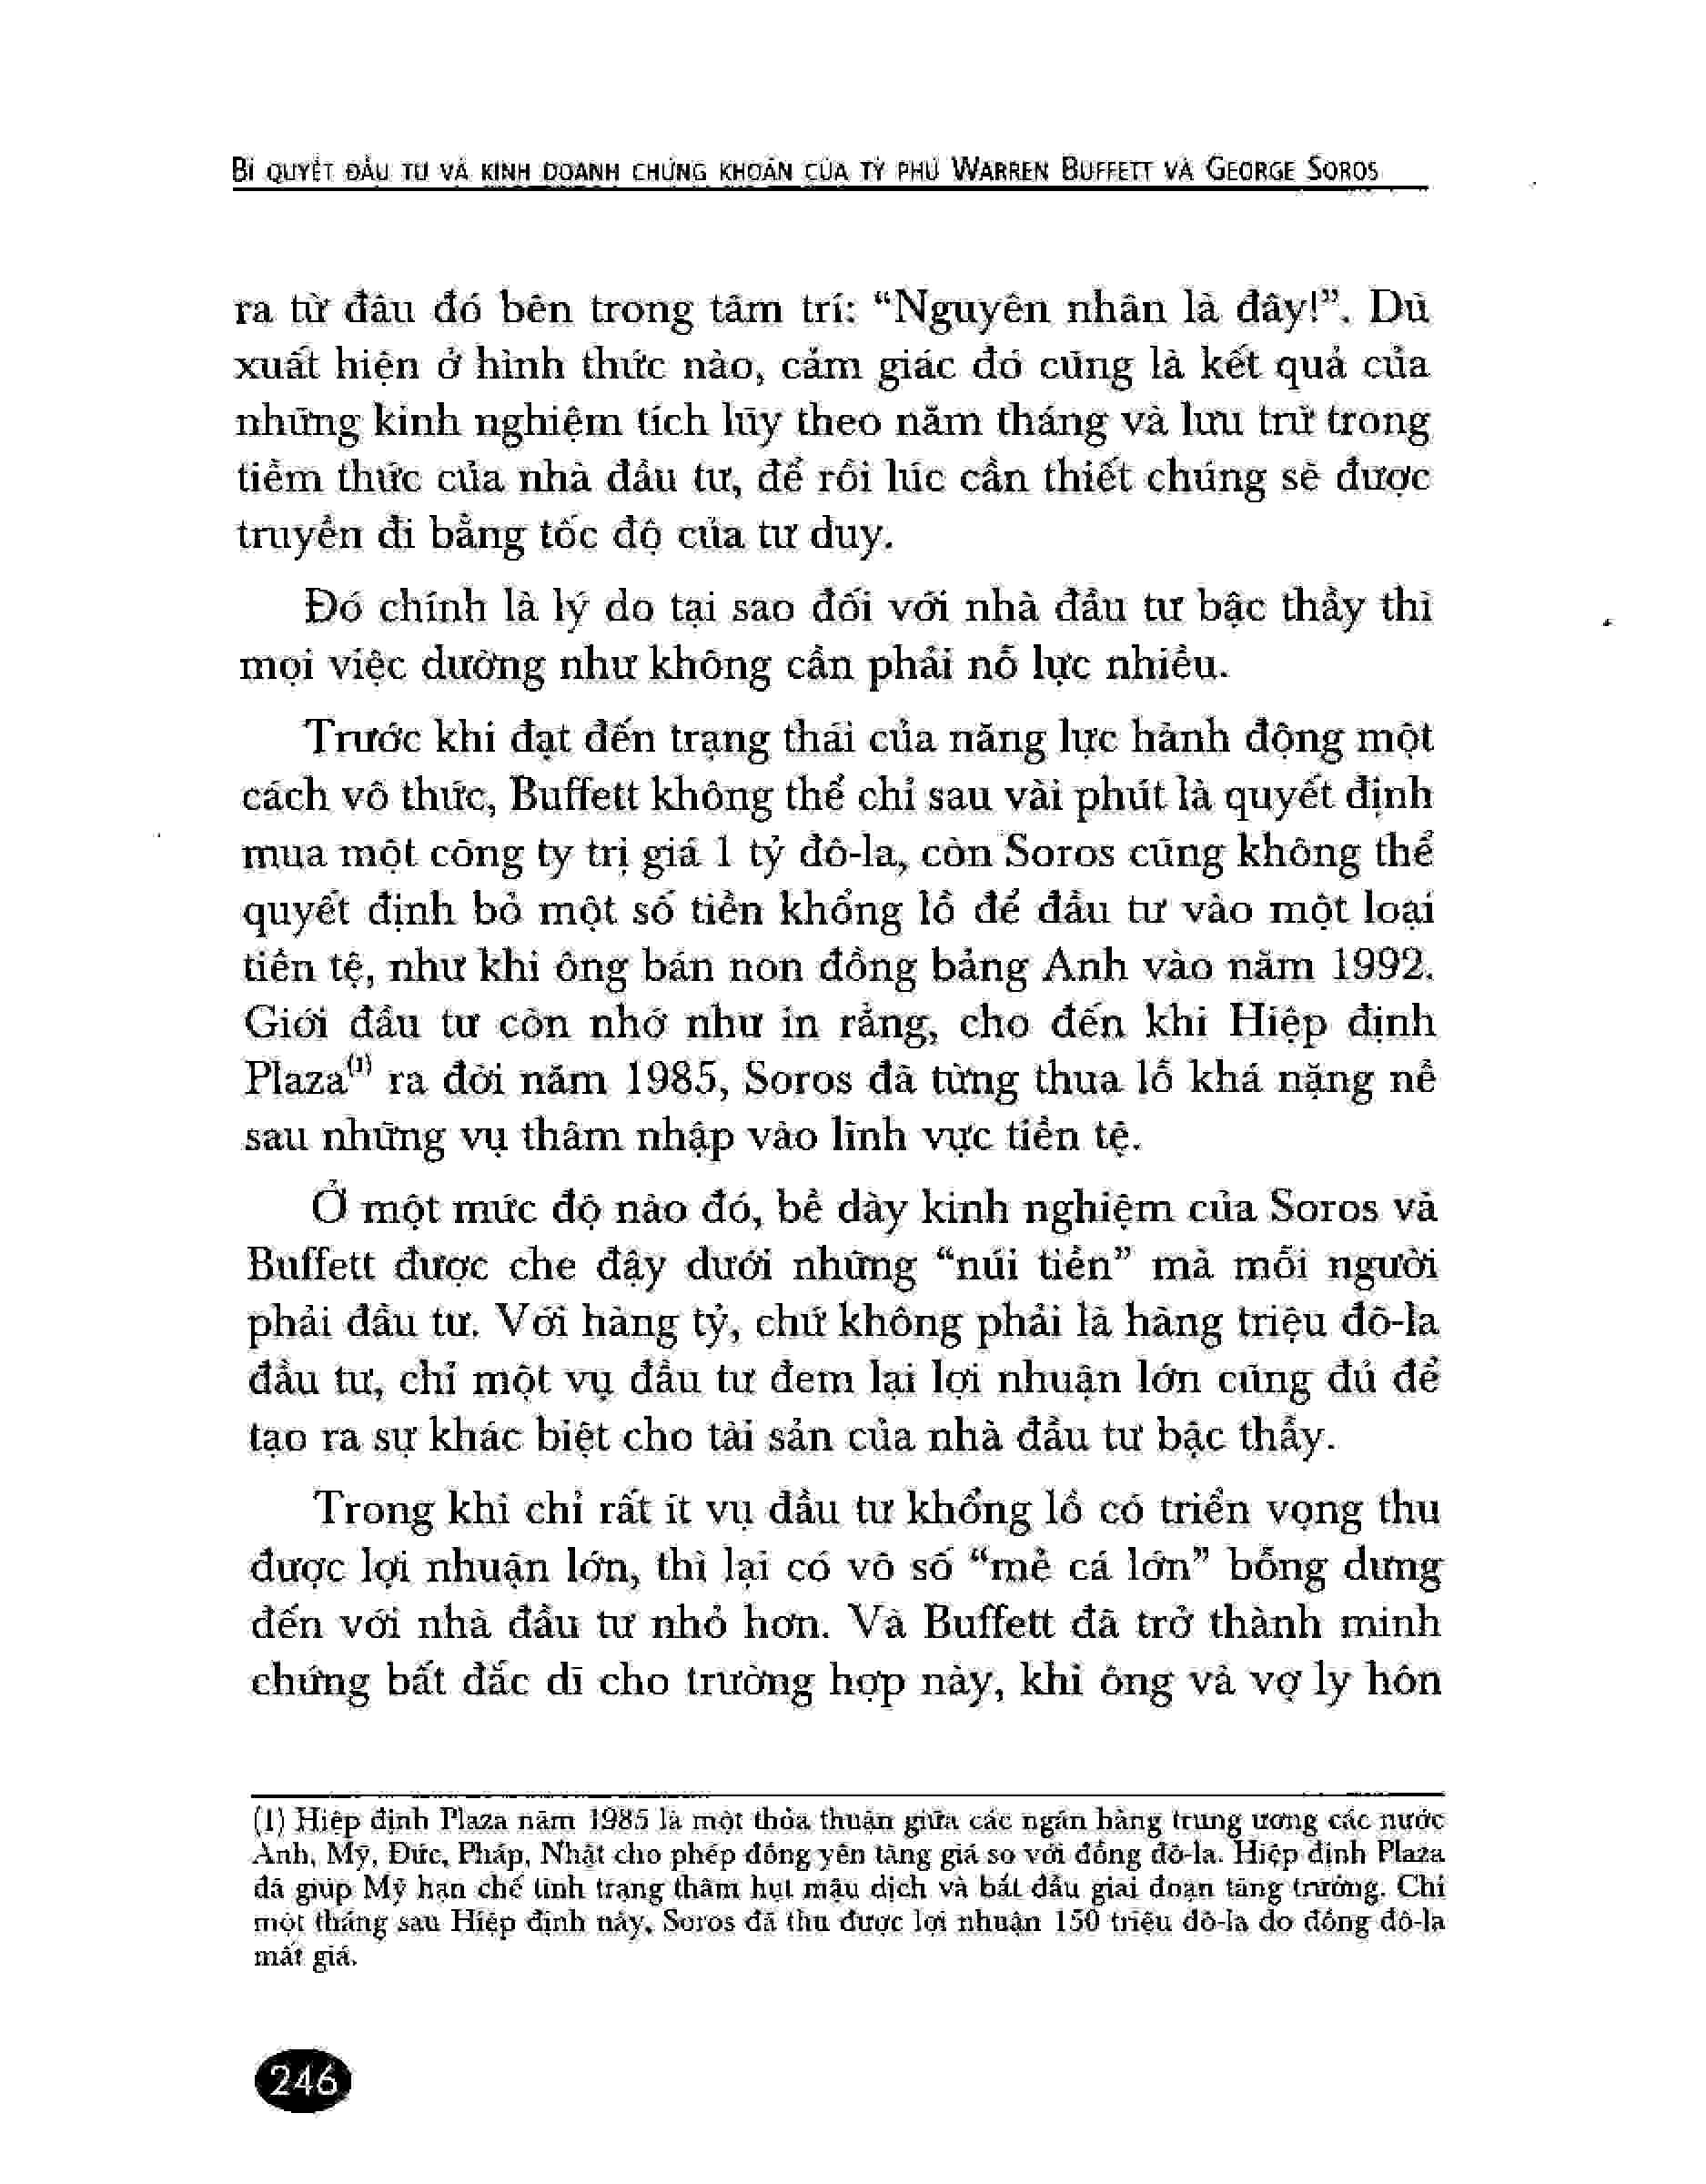 BÍ QUYẾT ĐẦU TƯ VÀ KINH DOANH CHỨNG KHOÁN CỦA TỶ PHÚ WARREN BUFFETT VÀ GEORGE SOROS
ra từ đâu đó bên trong tâm trí: “Nguyên nhân là đây!”. Dù
xuất hiện ở hình thức nào, cảm giác đó cũng là kết quả của
những kinh nghiệm tích lũy theo năm tháng và lưu trữ trong
tiềm thức của nhà đầu tư, để rồi lúc cần thiết chúng sẽ được
truyền đi bằng tốc độ của tư duy.
Đó chính là lý do tại sao đối với nhà đầu tư bậc thầy thì
mọi việc dường như không cần phải nỗ lực nhiều.
Trước khi đạt đến trạng thái của năng lực hành động một
cách vô thức, Buffett không thể chỉ sau vài phút là quyết định
mua một công ty trị giá 1 tỷ đô-la, còn Soros cũng không thể
quyết định bỏ một số tiền khổng lồ để đầu tư vào một loại
tiền tệ, như khi ông bán non đồng bảng Anh vào năm 1992.
Giới đầu tư còn nhớ như in rằng, cho đến khi Hiệp định
Plaza(1) ra đời năm 1985, Soros đã từng thua lỗ khá nặng nề
sau những vụ thâm nhập vào lĩnh vực tiền tệ.
Ở một mức độ nào đó, bề dày kinh nghiệm của Soros và
Buffett được che đậy dưới những “núi tiền” mà mỗi người
phải đầu tư. Với hàng tỷ, chứ không phải là hàng triệu đô-la
đầu tư, chỉ một vụ đầu tư đem lại lợi nhuận lớn cũng đủ để
tạo ra sự khác biệt cho tài sản của nhà đầu tư bậc thầy.
Trong khi chỉ rất ít vụ đầu tư khổng lồ có triển vọng thu
được lợi nhuận lớn, thì lại có vô số “mẻ cá lớn” bỗng dưng
đến với nhà đầu tư nhỏ hơn. Và Buffett đã trở thành minh
chứng bất đắc dĩ cho trường hợp này, khi ông và vợ ly hôn
(1) Hiệp định Plaza năm 1985 là một thỏa thuận giữa các ngân hàng trung ương các nước
Anh, Mỹ, Đức, Pháp, Nhật cho phép đồng yên tăng giá so với đồng đô-la. Hiệp định Plaza
đã giúp Mỹ hạn chế tình trạng thâm hụt mậu dịch và bắt đầu giai đoạn tăng trưởng. Chỉ
một tháng sau Hiệp định này, Soros đã thu được lợi nhuận 150 triệu đô-la do đồng đô-la
mất giá.
246